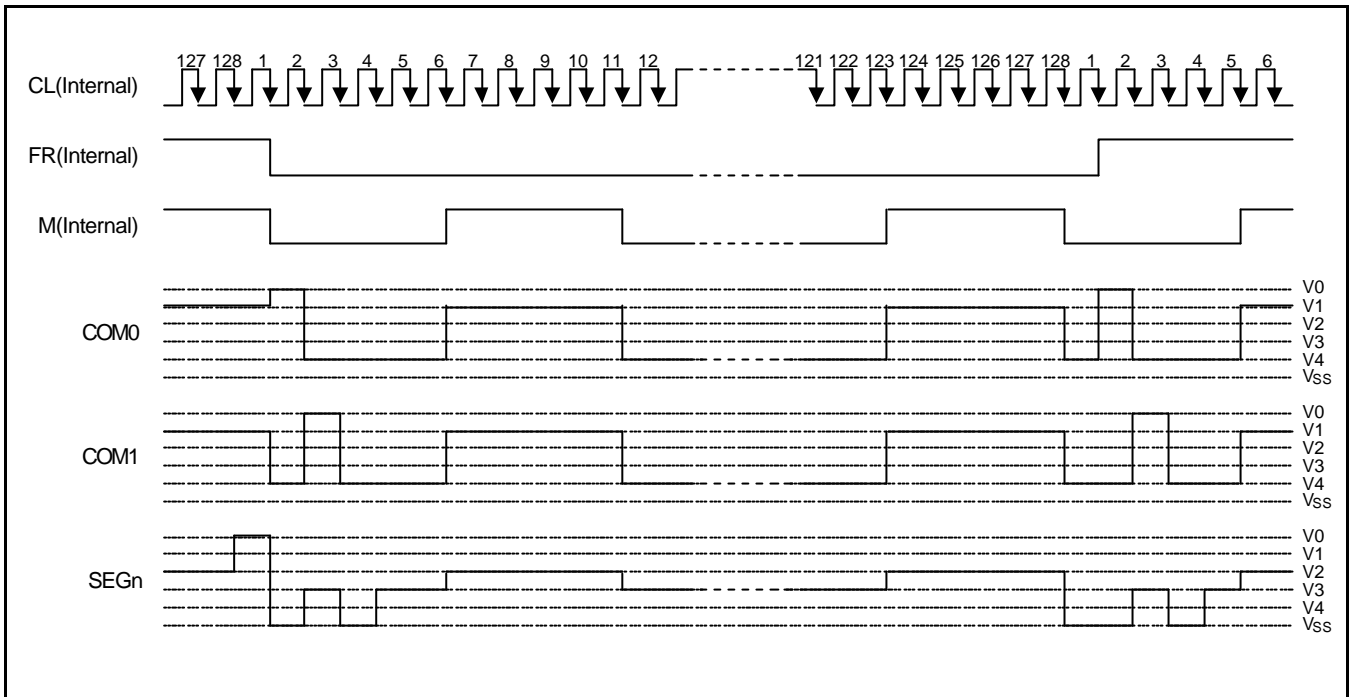 127 128 1 2 3 4 5 6 7 8 9 10 11 12 121 122 123 124 125 126 127 128 1 2 3 4 5 6
CL(Internal)
FR(Internal)
M(Internal)
COM0
V0
V1
V2
V3
V4
VSS
COM1
V0
V1
V2
V3
V4
VSS
SEGn
V0
V1
V2
V3
V4
VSS